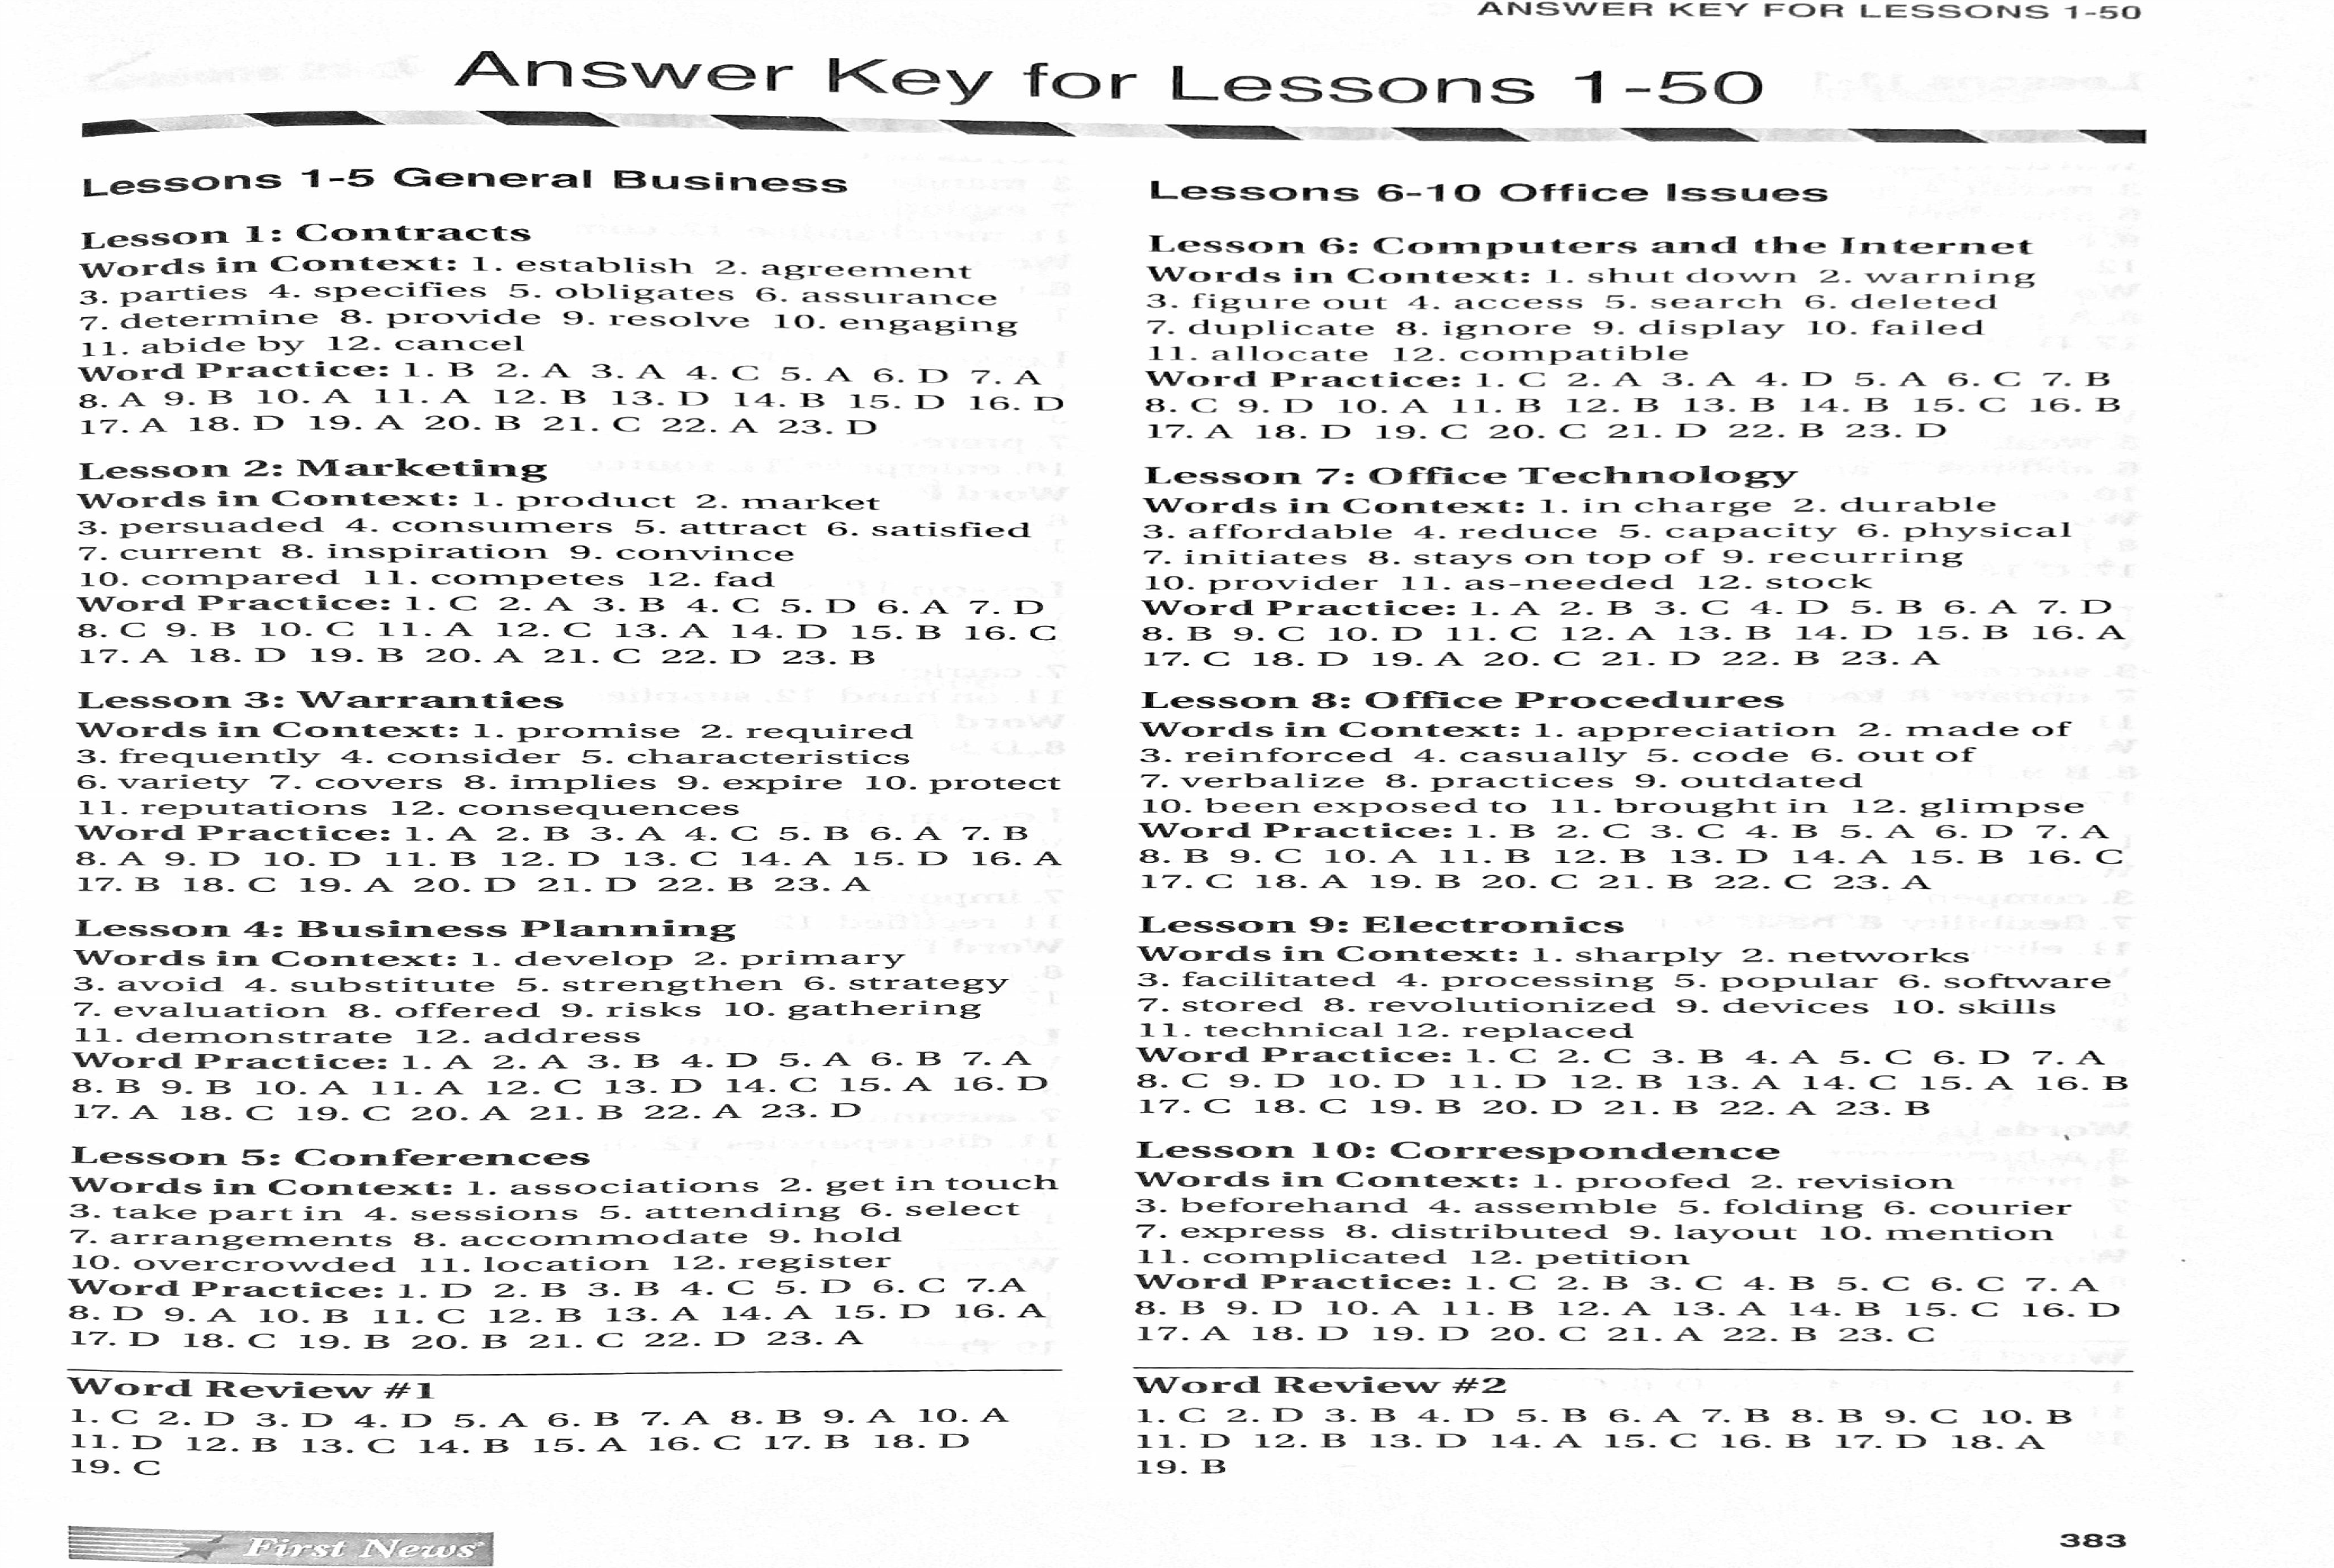 ANSWER KEY FOR LESSONS 1-50
Answer Key for Lessons 1-50
Lessons 1-5 General Business
Lesson 1: Contracts
Words in Context: 1. establish 2. agreement
3. parties 4. specifies 5. obligates 6. assurance
7. determine 8. provide 9. resolve 10. engaging
11. abide by 12. cancel
Word Practice: 1. B 2. A 3. A 4. C 5. A 6. D 7. A
8. A 9. B 10. A 11. A 12. B 13. D 14. B 15. D 16. D
17. A 18. D 19. A 20. B 21. C 22. A 23. D
Lesson 2: Marketing
Words in Context: 1. product 2. market
3. persuaded 4. consumers 5. attract 6. satisfied
7. current 8. inspiration 9. convince
10. compared 11. competes 12. fad
Word Practice: 1. C 2. A 3. B 4. C 5. D 6. A 7. D
8. C 9. B 10. C 11. A 12. C 13. A 14. D 15. B 16. C
17. A 18. D 19. B 20. A 21. C 22. D 23. B
Lesson 3: Warranties
Words in Context: 1. promise 2. required
3. frequently 4. consider 5. characteristics
6. variety 7. covers 8. implies 9. expire 10. protect
11. reputations 12. consequences
Word Practice: 1. A 2. B 3. A 4. C 5. B 6. A 7. B
8. A 9. D 10. D 11. B 12. D 13. C 14. A 15. D 16. A
17. B 18. C 19. A 20. D 21. D 22. B 23. A
Lesson 4: Business Planning
Words in Context: 1. develop 2. primary
3. avoid 4. substitute 5. strengthen 6. strategy
7. evaluation 8. offered 9. risks 10. gathering
11. demonstrate 12. address
Word Practice: 1. A 2. A 3. B 4. D 5. A 6. B 7. A
8. B 9. B 10. A 11. A 12. C 13. D 14. C 15. A 16. D
17. A 18. C 19. C 20. A 21. B 22. A 23. D
Lesson 5: Conferences
Words in Context: 1. associations 2. get in touch
3. take part in 4. sessions 5. attending 6. select
7. arrangements 8. accommodate 9. hold
10. overcrowded 11. location 12. register
Word Practice: 1. D 2. B 3. B 4. C 5. D 6. C 7.A
8. D 9. A 10. B 11. C 12. B 13. A 14. A 15. D 16. A
17. D 18. C 19. B 20. B 21. C 22. D 23. A
Word Review #1
1. C 2. D 3. D 4. D 5. A 6. B 7. A 8. B 9. A 10. A
11. D 12. B 13. C 14. B 15. A 16. C 17. B 18. D
19. C
Lessons 6-10 Office Issues
Lesson 6: Computers and the Internet
Words in Context: 1. shut down 2. warning
3. figure out 4. access 5. search 6. deleted
7. duplicate 8. ignore 9. display 10. failed
11. allocate 12. compatible
Word Practice: 1. C 2. A 3. A 4. D 5. A 6. C 7. B
8. C 9. D 10. A 11. B 12. B 13. B 14. B 15. C 16. B
17. A 18. D 19. C 20. C 21. D 22. B 23. D
Lesson 7: Office Technology
Words in Context: 1. in charge 2. durable
3. affordable 4. reduce 5. capacity 6. physical
7. initiates 8. stays on top of 9. recurring
10. provider 11. as-needed 12. stock
Word Practice: 1. A 2. B 3. C 4. D 5. B 6. A 7. D
8. B 9. C 10. D 11. C 12. A 13. B 14. D 15. B 16. A
17. C 18. D 19. A 20. C 21. D 22. B 23. A
Lesson 8: Office Procedures
Words in Context: 1. appreciation 2. made of
3. reinforced 4. casually 5. code 6. out of
7. verbalize 8. practices 9. outdated
10. been exposed to 11. brought in 12. glimpse
Word Practice: 1. B 2. C 3. C 4. B 5. A 6. D 7. A
8. B 9. C 10. A 11. B 12. B 13. D 14. A 15. B 16. C
17. C 18. A 19. B 20. C 21. B 22. C 23. A
Lesson 9: Electronics
Words in Context: 1. sharply 2. networks
3. facilitated 4. processing 5. popular 6. software
7. stored 8. revolutionized 9. devices 10. skills
11. technical 12. replaced
Word Practice: 1. C 2. C 3. B 4. A 5. C 6. D 7. A
8. C 9. D 10. D 11. D 12. B 13. A 14. C 15. A 16. B
17. C 18. C 19. B 20. D 21. B 22. A 23. B
Lesson 10: Correspondence
Words in Context: 1. proofed 2. revision
3. beforehand 4. assemble 5. folding 6. courier
7. express 8. distributed 9. layout 10. mention
11. complicated 12. petition
Word Practice: 1. C 2. B 3. C 4. B 5. C 6. C 7. A
8. B 9. D 10. A 11. B 12. A 13. A 14. B 15. C 16. D
17. A 18. D 19. D 20. C 21. A 22. B 23. C
Word Review #2
1. C 2. D 3. B 4. D 5. B 6. A 7. B 8. B 9. C 10. B
11. D 12. B 13. D 14. A 15. C 16. B 17. D 18. A
19. B
First News
383